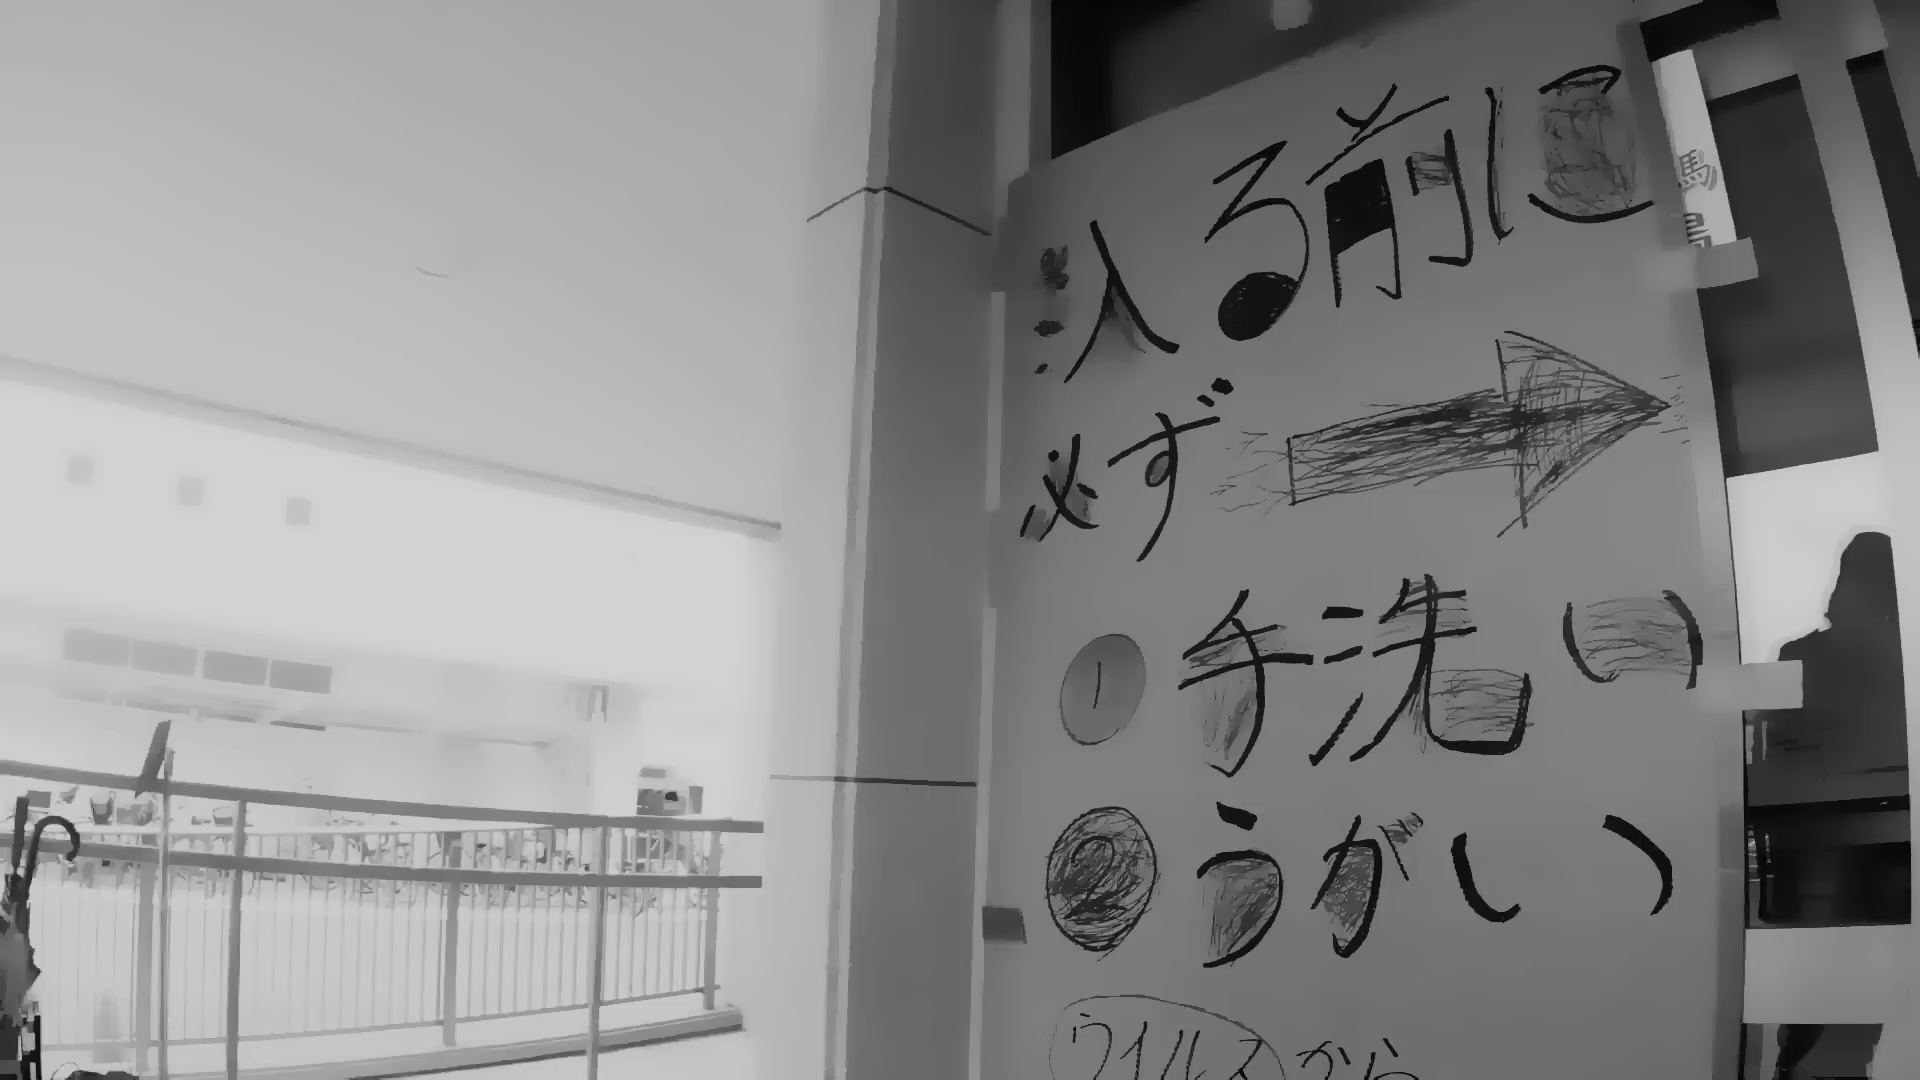 入る前に
必ず
① 手洗い
② うがい
ウイルスから